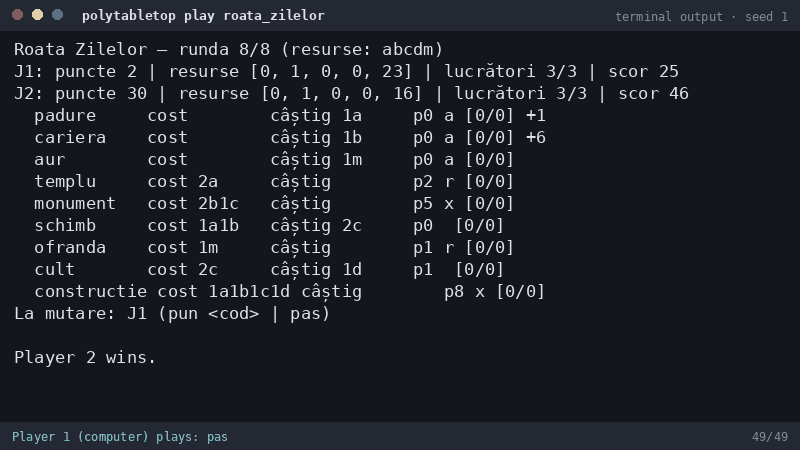 polytabletop play roata_zilelor
terminal output · seed 1
Roata Zilelor — runda 8/8 (resurse: abcdm)
J1: puncte 2 | resurse [0, 1, 0, 0, 23] | lucrători 3/3 | scor 25
J2: puncte 30 | resurse [0, 1, 0, 0, 16] | lucrători 3/3 | scor 46
padure cost câștig 1a p0 a [0/0] +1
cariera cost câștig 1b p0 a [0/0] +6
aur cost câștig 1m p0 a [0/0]
templu cost 2a câștig p2 r [0/0]
monument cost 2b1c câștig p5 x [0/0]
schimb cost 1a1b câștig 2c p0 [0/0]
ofranda cost 1m câștig p1 r [0/0]
cult cost 2c câștig 1d p1 [0/0]
constructie cost 1a1b1c1d câștig p8 x [0/0]
La mutare: J1 (pun <cod> | pas)
Player 2 wins.
Player 1 (computer) plays: pas
49/49